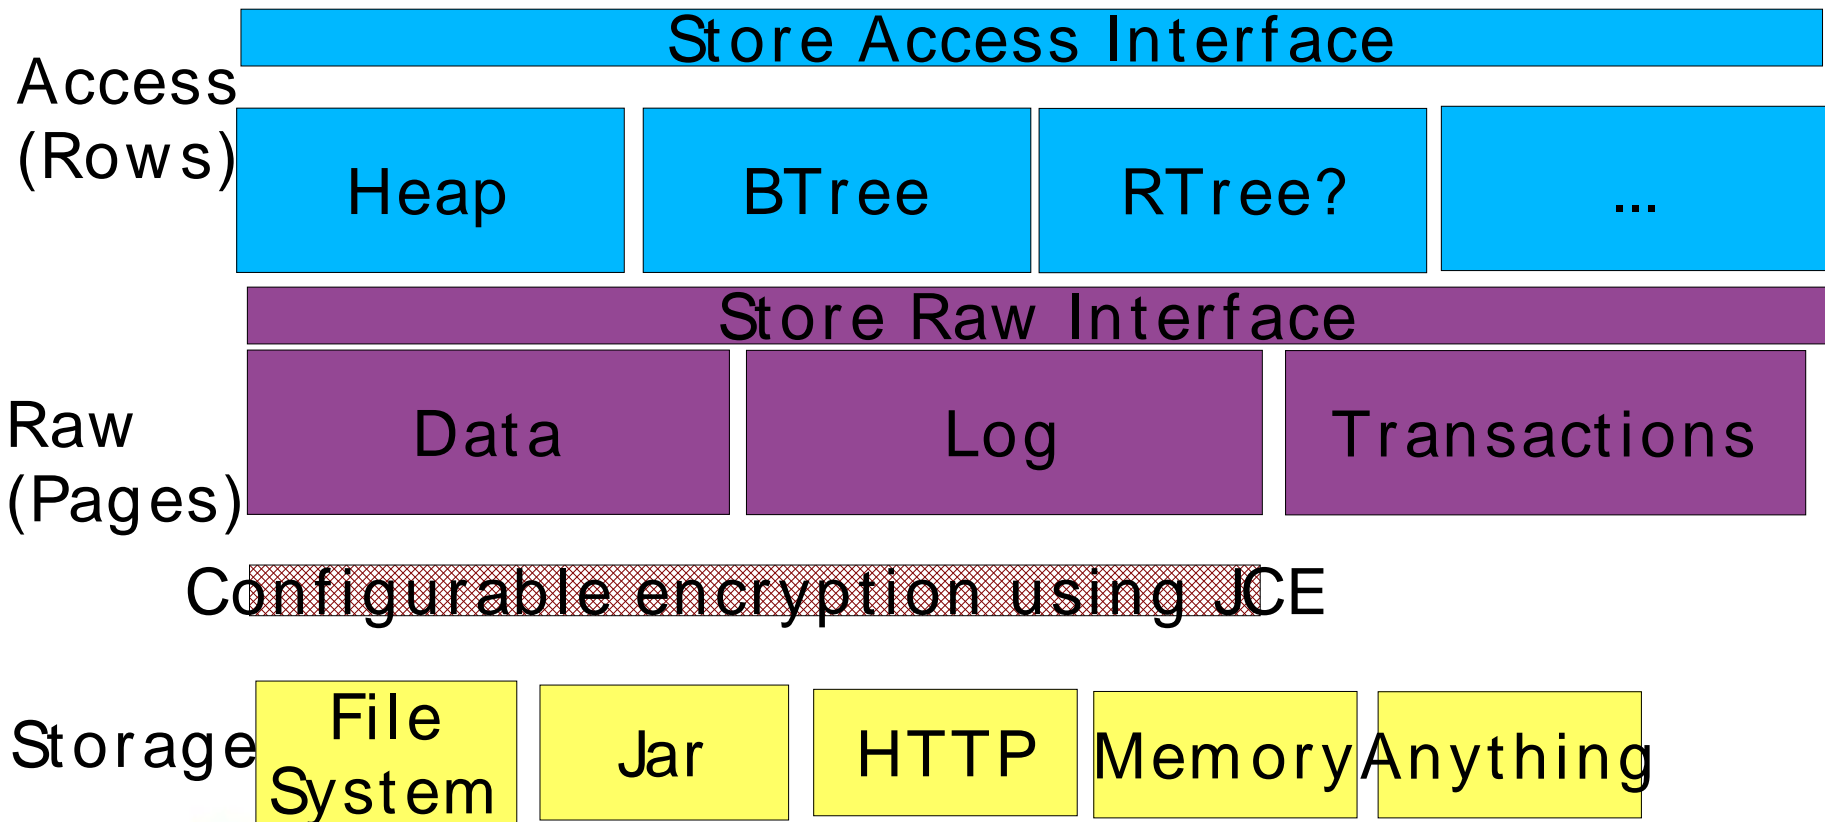 Store Access Interface
Access
(Rows)
Heap
BTree
RTree?
...
Store Raw Interface
Raw
(Pages)
Data
Log
Transactions
Configurable encryption using JCE
Storage
File
System
Jar
HTTP
Memory
Anything